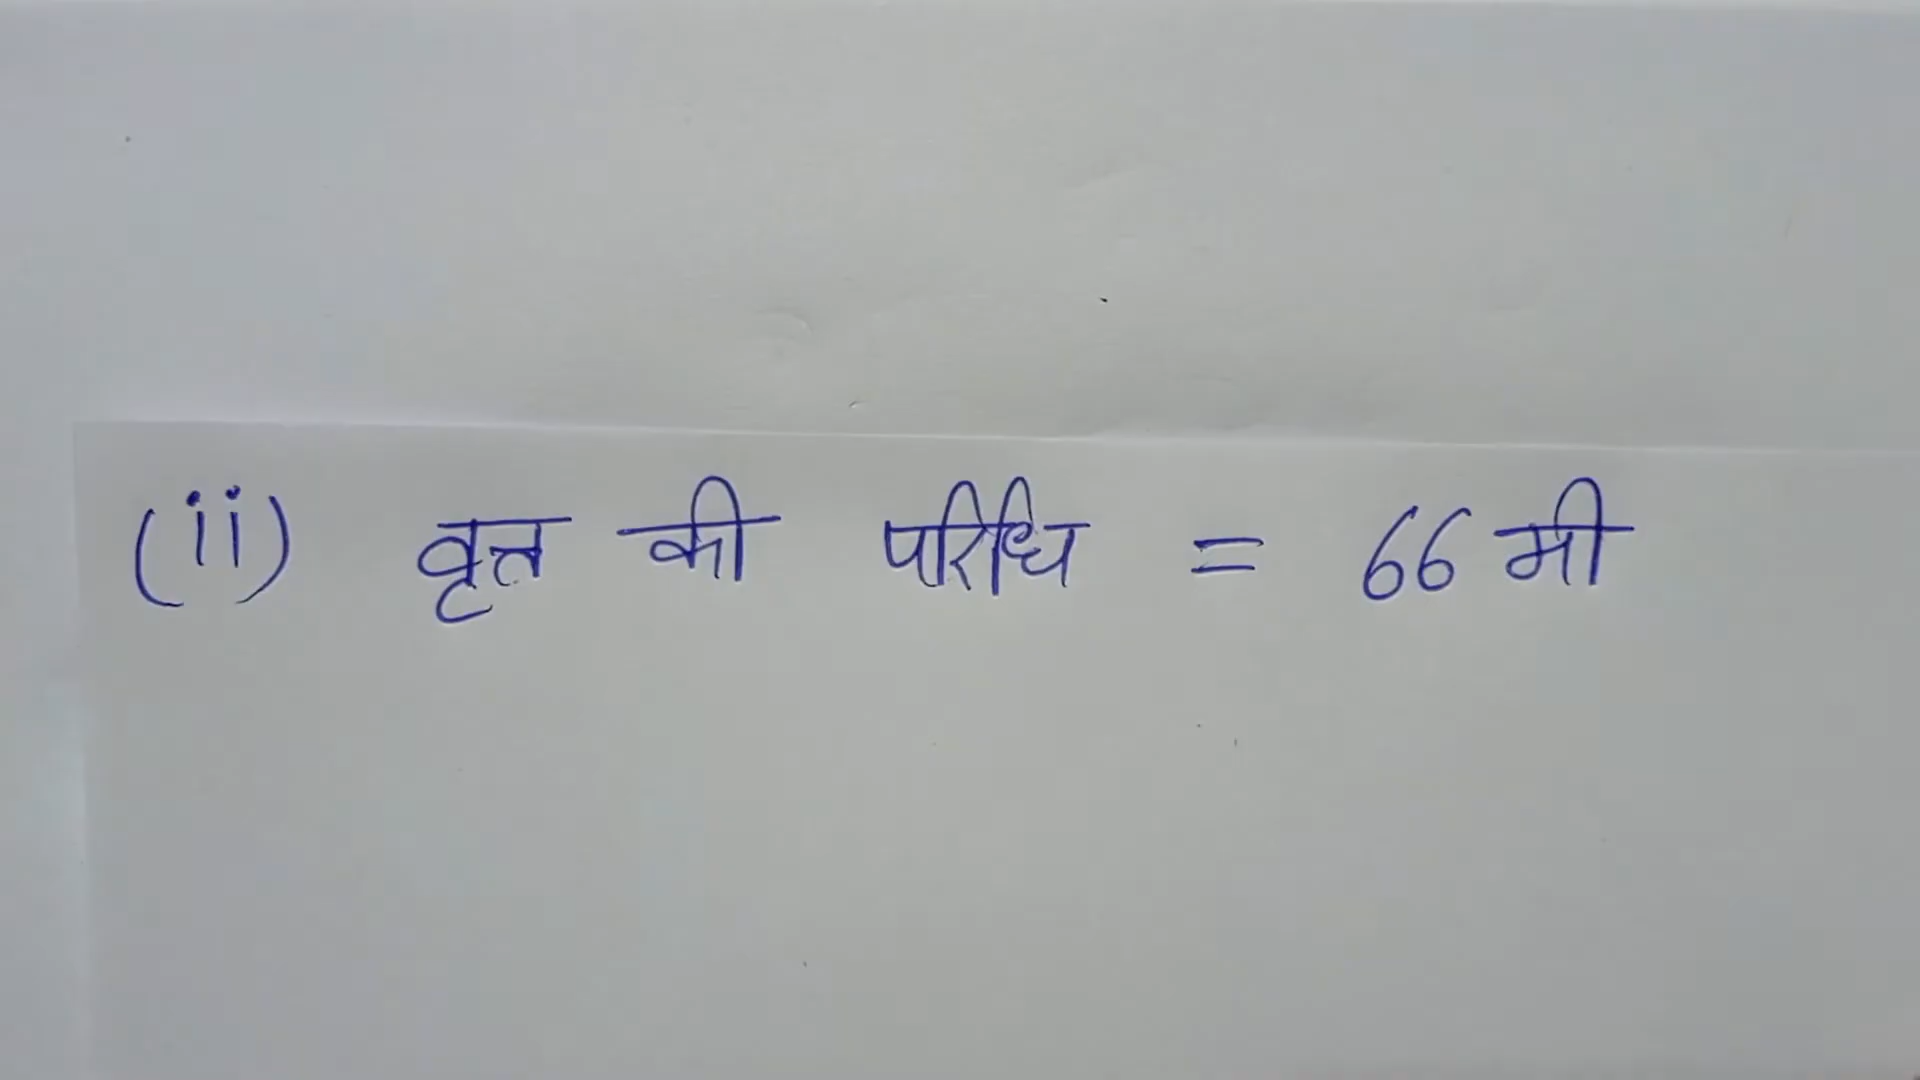 (ii) वृत्त की परिधि = 66 मी